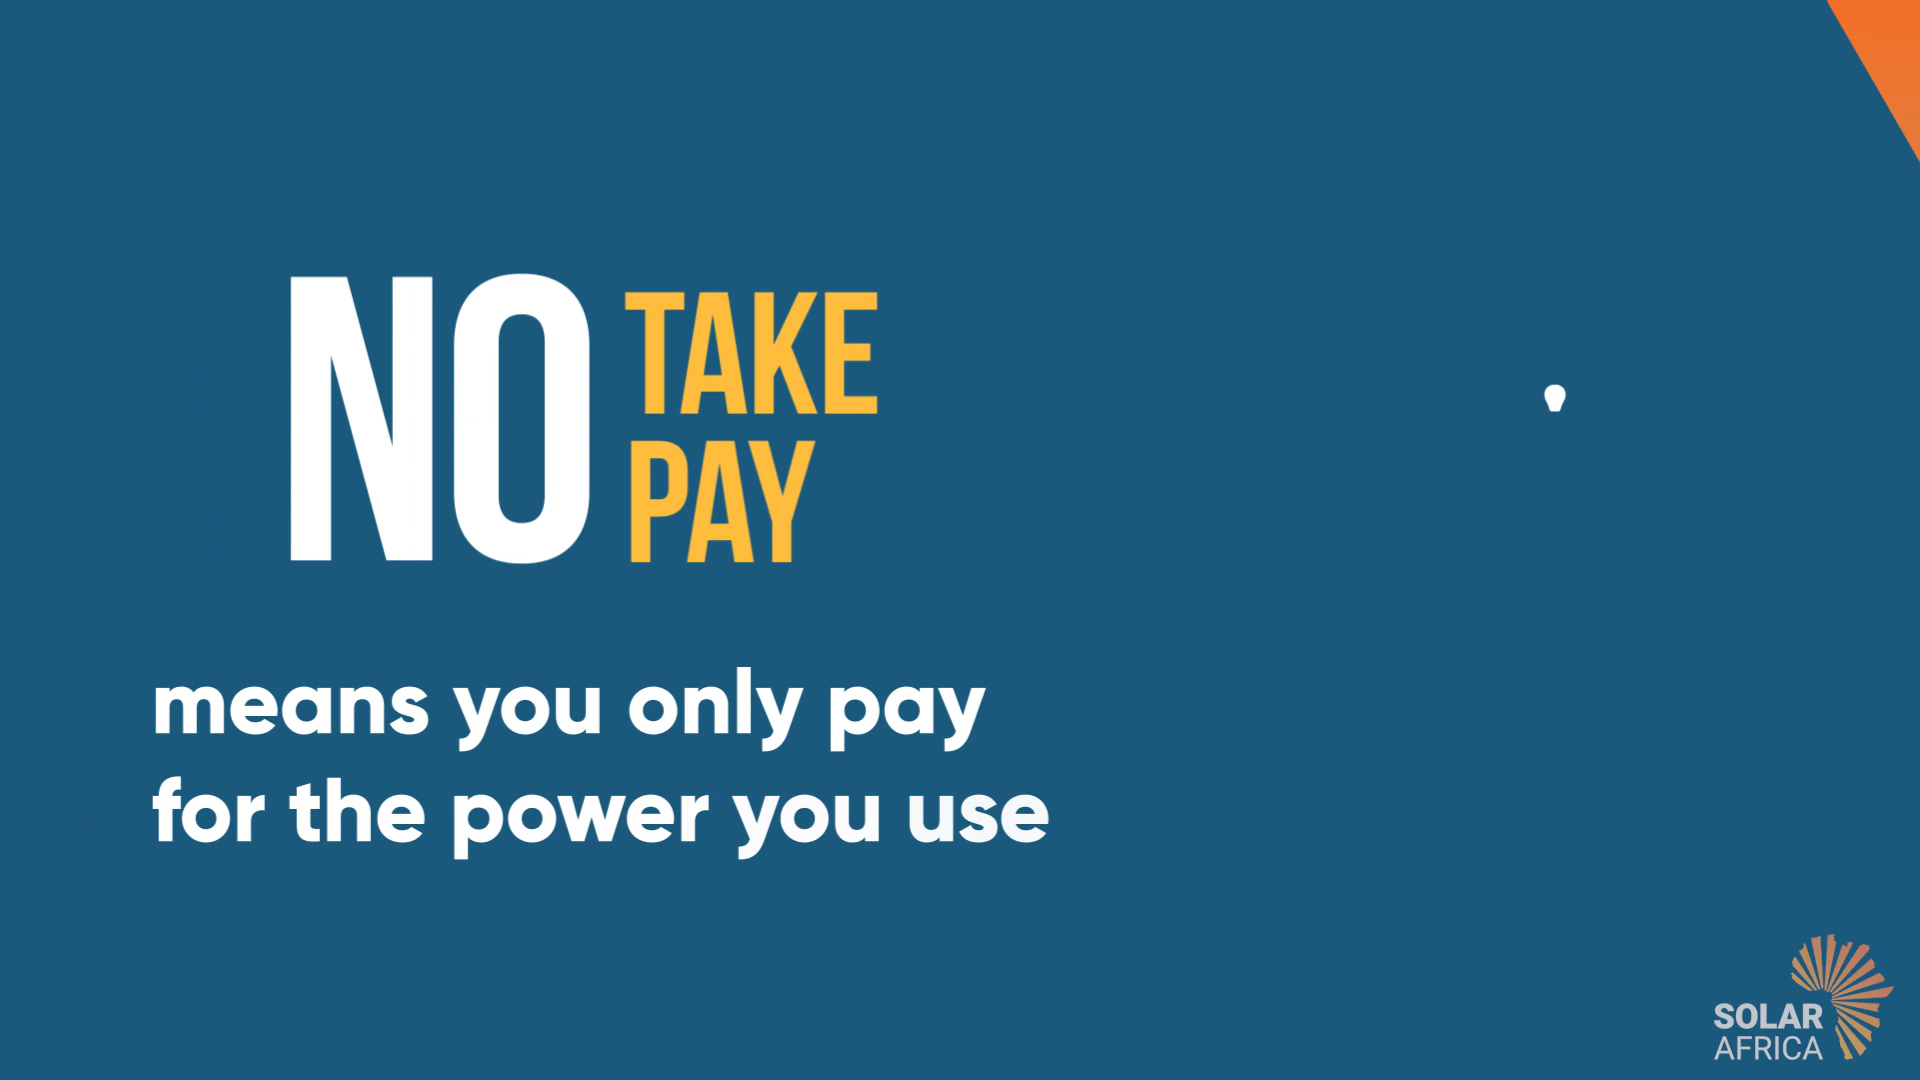 NO TAKE
PAY
means you only pay
for the power you use
SOLAR
AFRICA